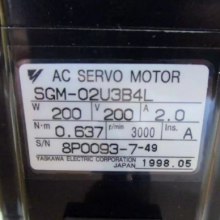 AC SERVO MOTOR
SGM-02U3B4L
W 200 V 200 A 2.0
N·m 0.637 r/min 3000 Ins. A
S/N 8P0093-7-49
YASKAWA ELECTRIC CORPORATION
JAPAN 1998.05